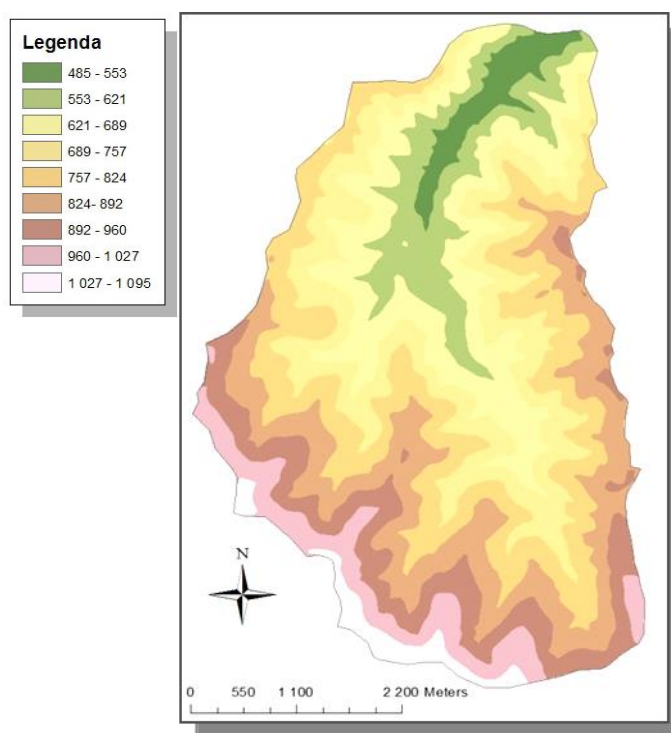 Legenda
485 - 553
553 - 621
621 - 689
689 - 757
757 - 824
824- 892
892 - 960
960 - 1 027
1 027 - 1 095
N
0 550 1 100 2 200 Meters